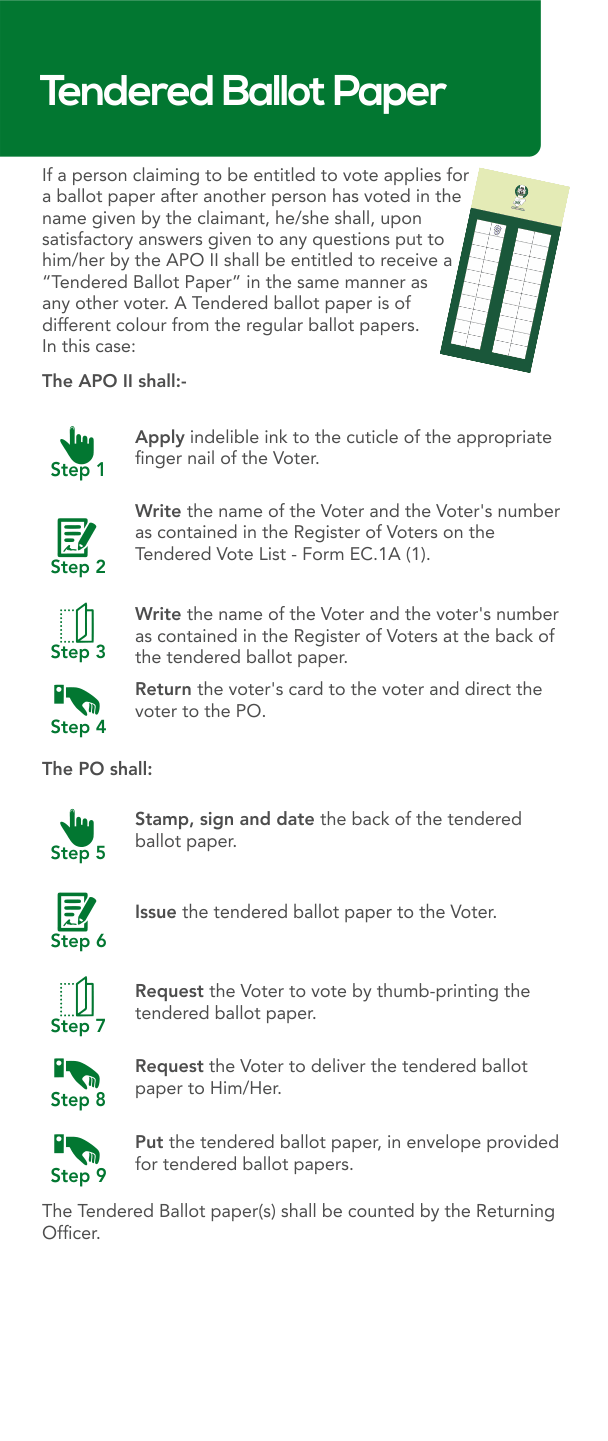 Tendered Ballot Paper
If a person claiming to be entitled to vote applies for
a ballot paper after another person has voted in the
name given by the claimant, he/she shall, upon
satisfactory answers given to any questions put to
him/her by the APO II shall be entitled to receive a
“Tendered Ballot Paper” in the same manner as
any other voter. A Tendered ballot paper is of
different colour from the regular ballot papers.
In this case:
The APO II shall:-
Step 1
Apply indelible ink to the cuticle of the appropriate
finger nail of the Voter.
Step 2
Write the name of the Voter and the Voter's number
as contained in the Register of Voters on the
Tendered Vote List - Form EC.1A (1).
Step 3
Write the name of the Voter and the voter's number
as contained in the Register of Voters at the back of
the tendered ballot paper.
Step 4
Return the voter's card to the voter and direct the
voter to the PO.
The PO shall:
Step 5
Stamp, sign and date the back of the tendered
ballot paper.
Step 6
Issue the tendered ballot paper to the Voter.
Step 7
Request the Voter to vote by thumb-printing the
tendered ballot paper.
Step 8
Request the Voter to deliver the tendered ballot
paper to Him/Her.
Step 9
Put the tendered ballot paper, in envelope provided
for tendered ballot papers.
The Tendered Ballot paper(s) shall be counted by the Returning
Officer.